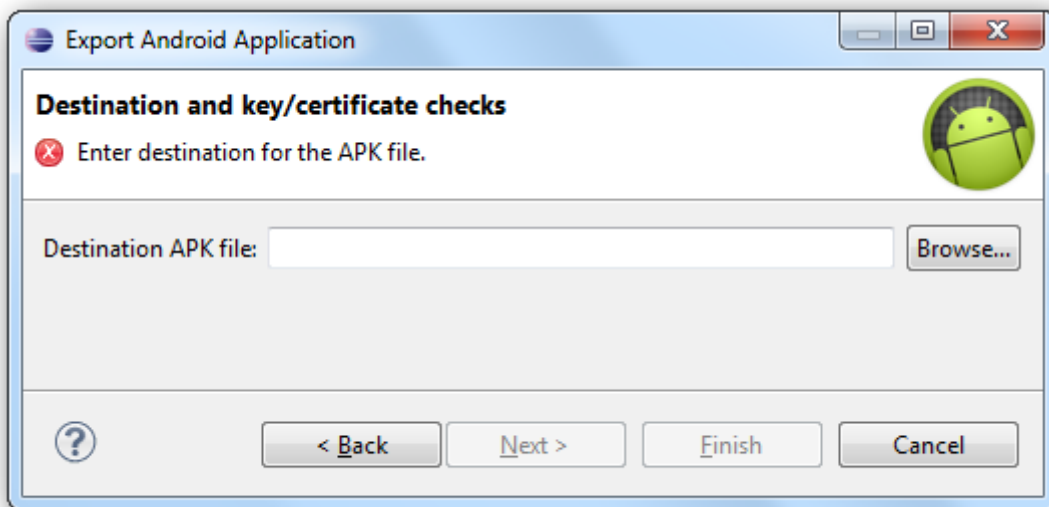 Export Android Application
Destination and key/certificate checks
Enter destination for the APK file.
Destination APK file: Browse...
< Back Next > Finish Cancel